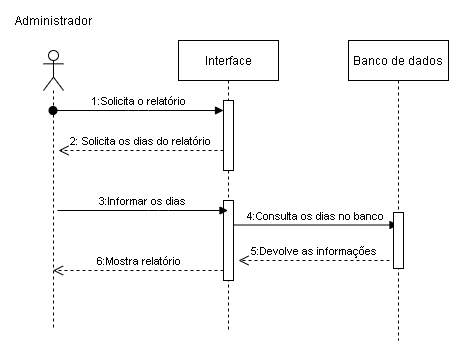 Administrador
Interface
Banco de dados
1:Solicita o relatório
2: Solicita os dias do relatório
3:Informar os dias
4:Consulta os dias no banco
5:Devolve as informações
6:Mostra relatório